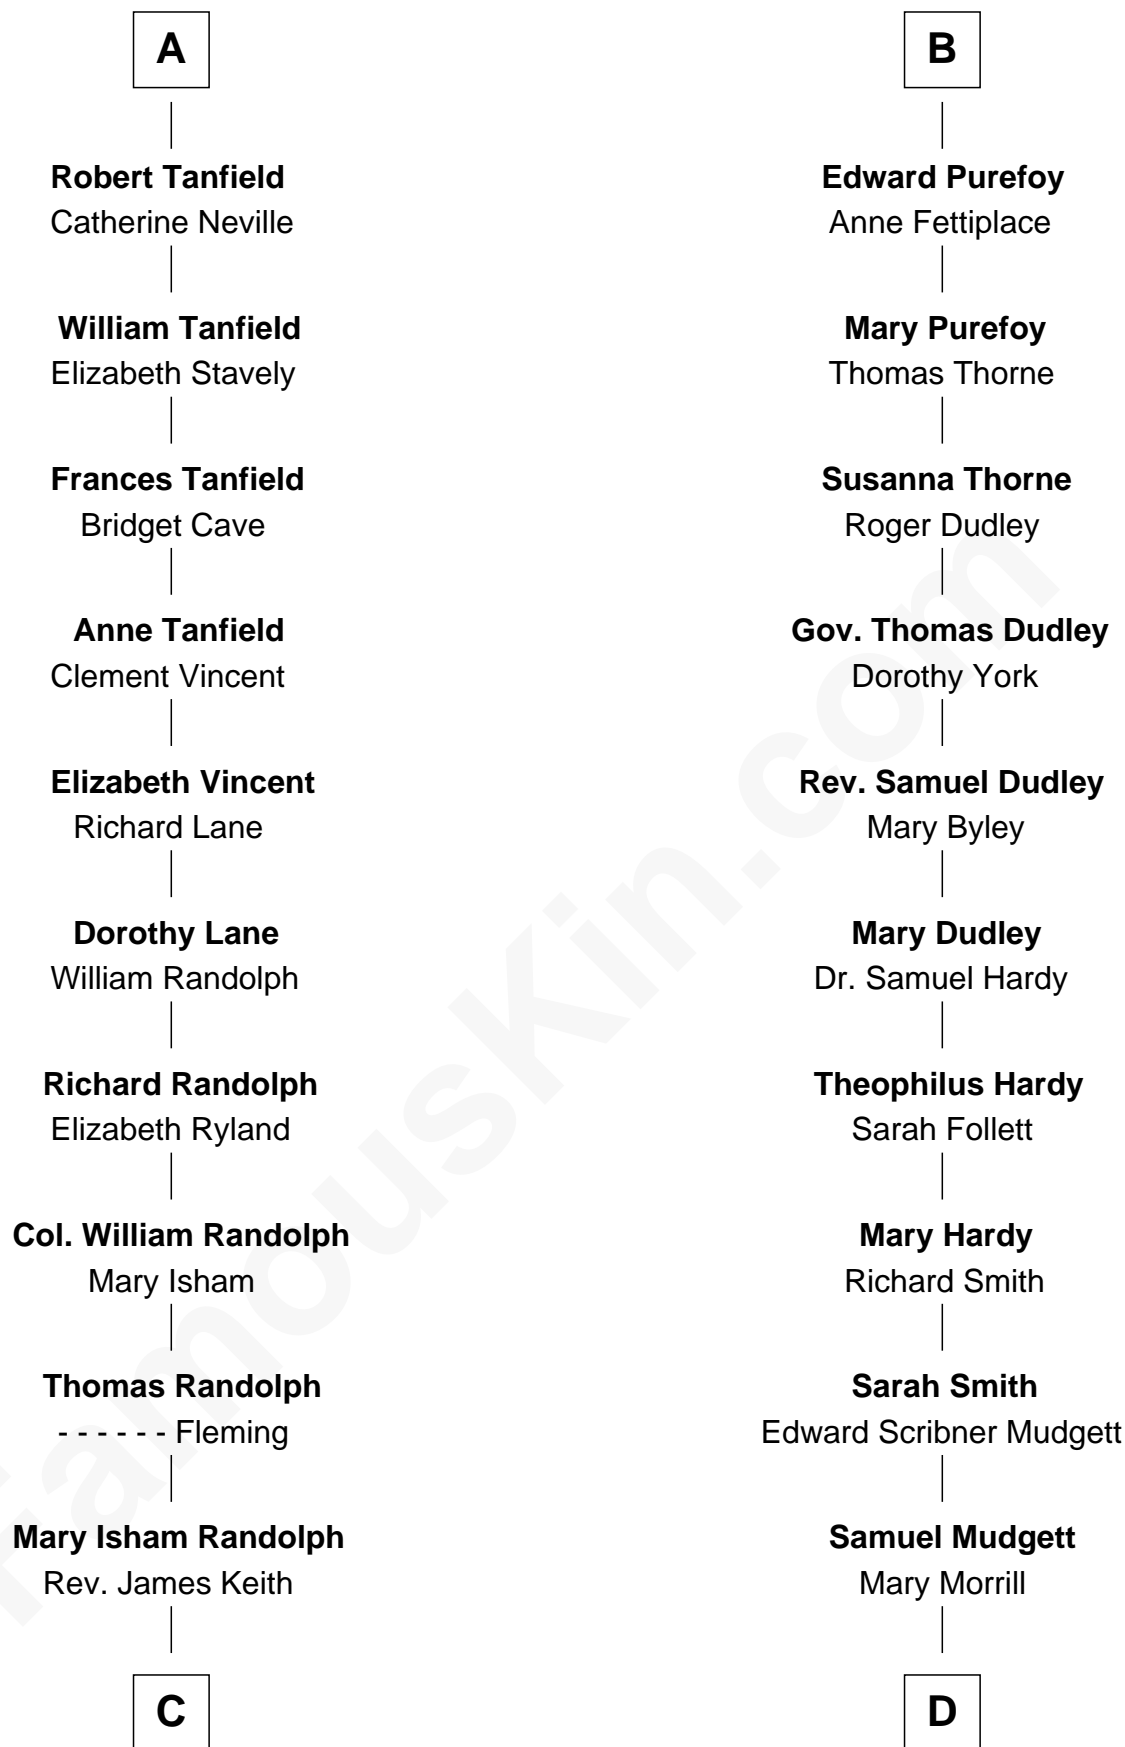 A
Robert Tanfield
Catherine Neville
William Tanfield
Elizabeth Stavely
Frances Tanfield
Bridget Cave
Anne Tanfield
Clement Vincent
Elizabeth Vincent
Richard Lane
Dorothy Lane
William Randolph
Richard Randolph
Elizabeth Ryland
Col. William Randolph
Mary Isham
Thomas Randolph
- - - - - - Fleming
Mary Isham Randolph
Rev. James Keith
C
B
Edward Purefoy
Anne Fettiplace
Mary Purefoy
Thomas Thorne
Susanna Thorne
Roger Dudley
Gov. Thomas Dudley
Dorothy York
Rev. Samuel Dudley
Mary Byley
Mary Dudley
Dr. Samuel Hardy
Theophilus Hardy
Sarah Follett
Mary Hardy
Richard Smith
Sarah Smith
Edward Scribner Mudgett
Samuel Mudgett
Mary Morrill
D
FamousKin.com